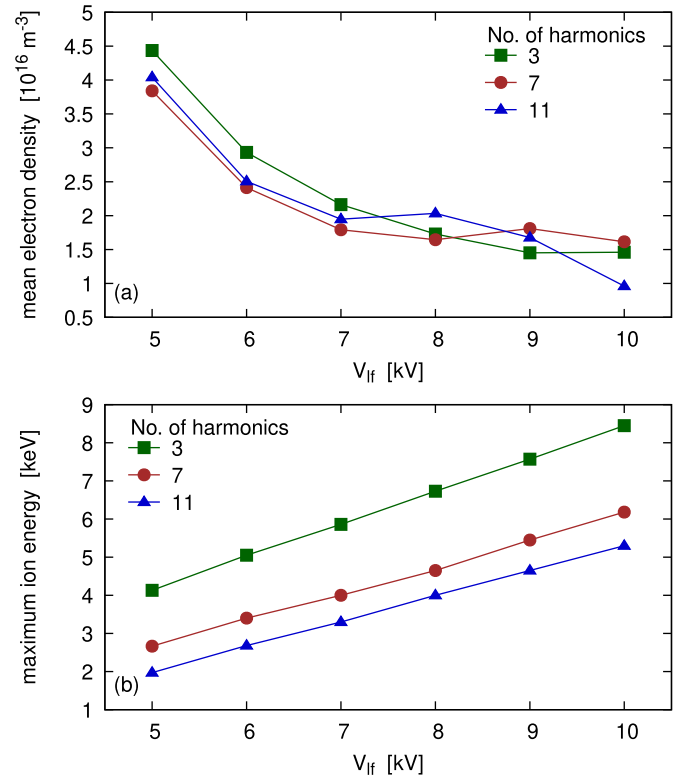 mean electron density [10¹⁶ m⁻³]
5
4.5
4
3.5
3
2.5
2
1.5
1
0.5
No. of harmonics
3
7
11
(a)
5 6 7 8 9 10
V_lf [kV]
maximum ion energy [keV]
9
8
7
6
5
4
3
2
1
No. of harmonics
3
7
11
(b)
5 6 7 8 9 10
V_lf [kV]